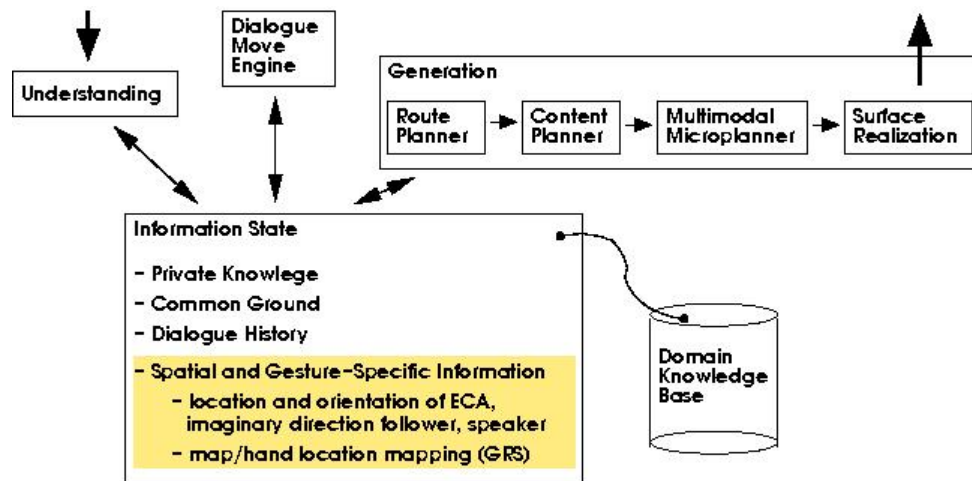 Understanding
Dialogue
Move
Engine
Generation
Route
Planner
Content
Planner
Multimodal
Microplanner
Surface
Realization
Information State
- Private Knowlege
- Common Ground
- Dialogue History
- Spatial and Gesture-Specific Information
- location and orientation of ECA,
imaginary direction follower, speaker
- map/hand location mapping (GRS)
Domain
Knowledge
Base